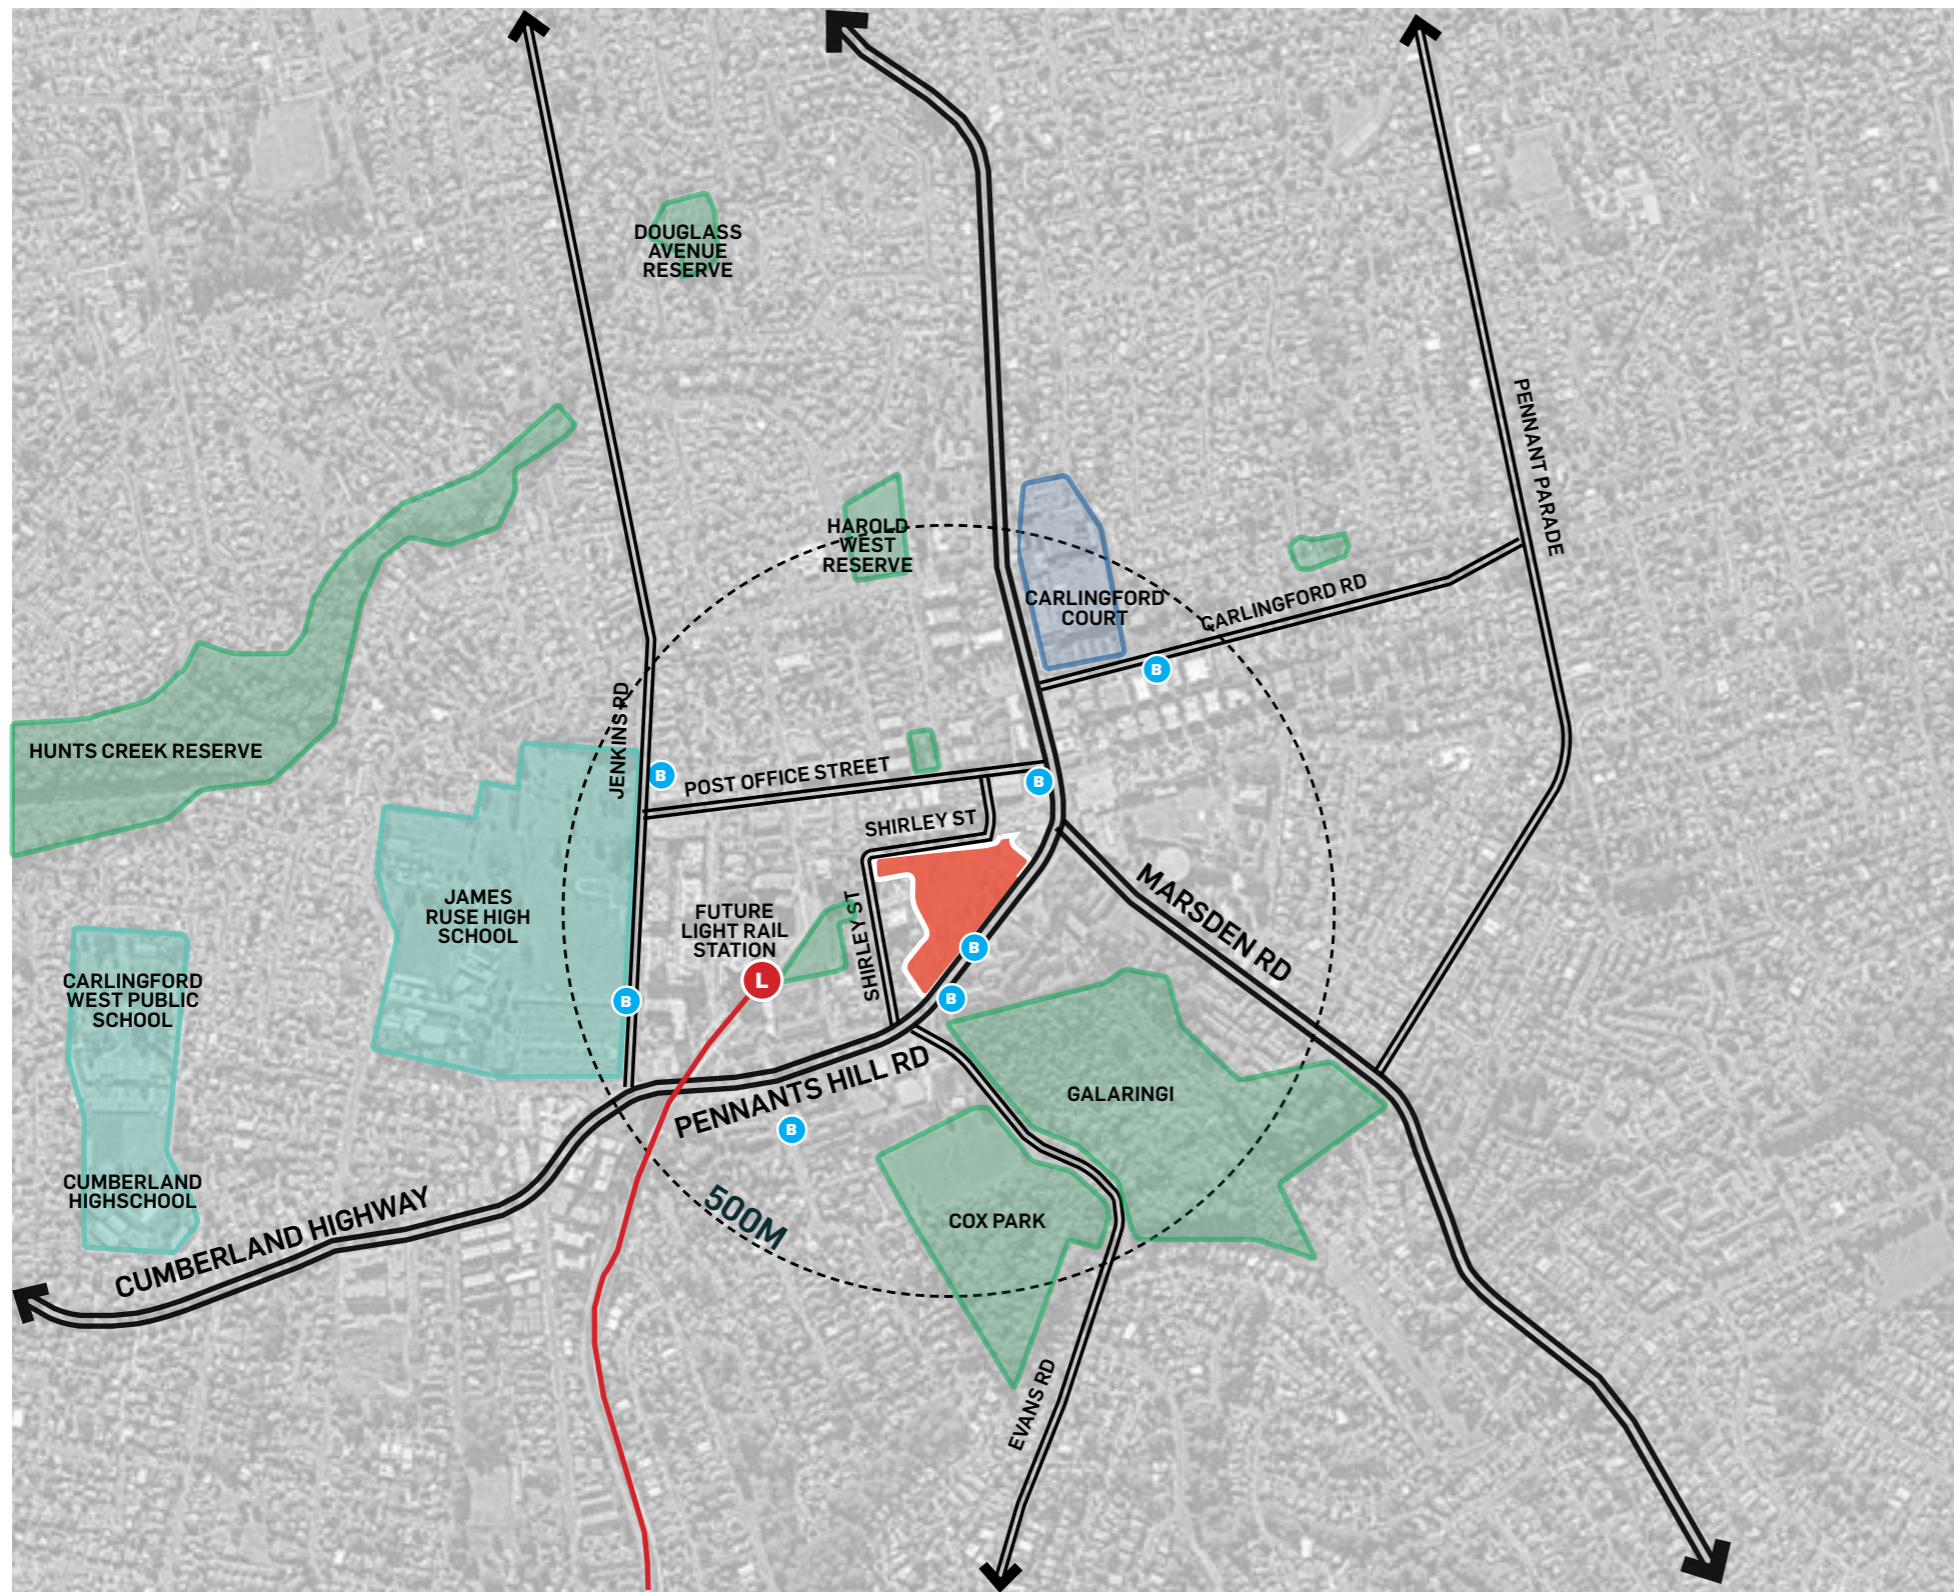 DOUGLASS
AVENUE
RESERVE
PENNANT PARADE
HAROLD
WEST
RESERVE
CARLINGFORD
COURT
CARLINGFORD RD
B
JENKINS RD
HUNTS CREEK RESERVE
B
POST OFFICE STREET
B
SHIRLEY ST
MARSDEN RD
JAMES
RUSE HIGH
SCHOOL
FUTURE
LIGHT RAIL
STATION
L
SHIRLEY ST
B
B
B
CARLINGFORD
WEST PUBLIC
SCHOOL
PENNANTS HILL RD
GALARINGI
B
CUMBERLAND
HIGHSCHOOL
CUMBERLAND HIGHWAY
500M
COX PARK
EVANS RD